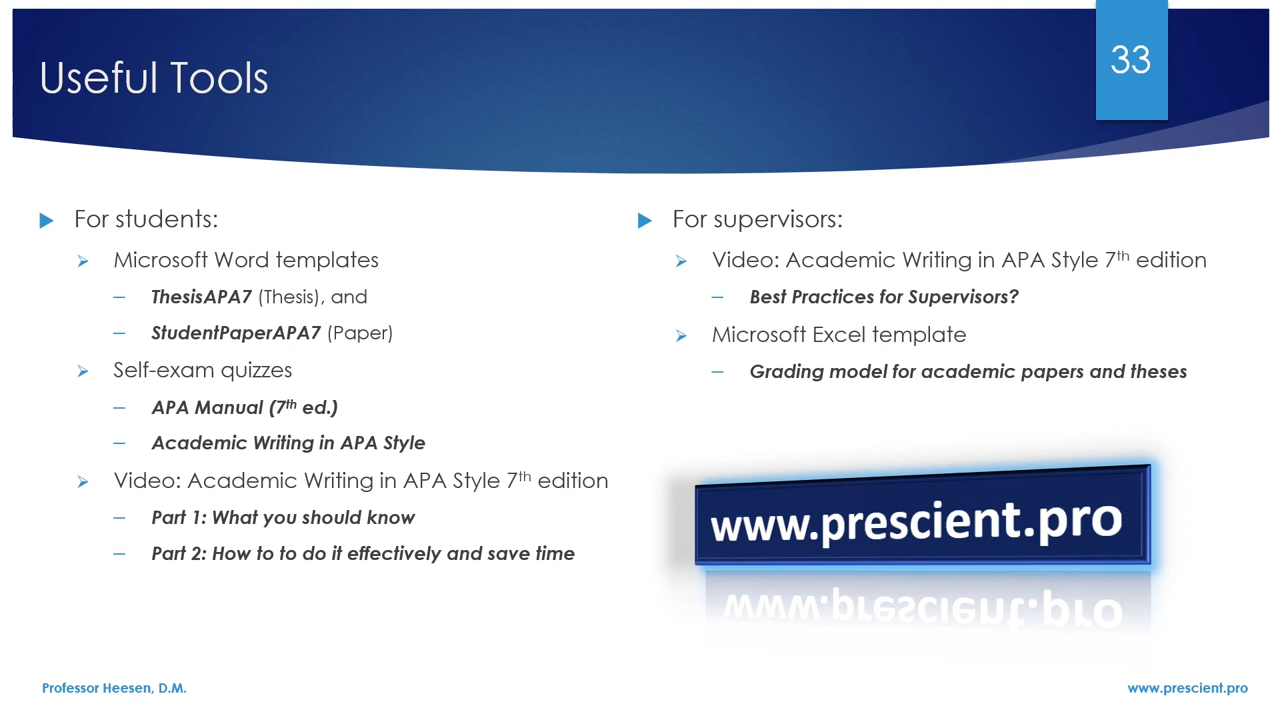 Useful Tools
33
For students:
Microsoft Word templates
ThesisAPA7 (Thesis), and
StudentPaperAPA7 (Paper)
Self-exam quizzes
APA Manual (7th ed.)
Academic Writing in APA Style
Video: Academic Writing in APA Style 7th edition
Part 1: What you should know
Part 2: How to to do it effectively and save time
For supervisors:
Video: Academic Writing in APA Style 7th edition
Best Practices for Supervisors?
Microsoft Excel template
Grading model for academic papers and theses
www.prescient.pro
Professor Heesen, D.M.
www.prescient.pro